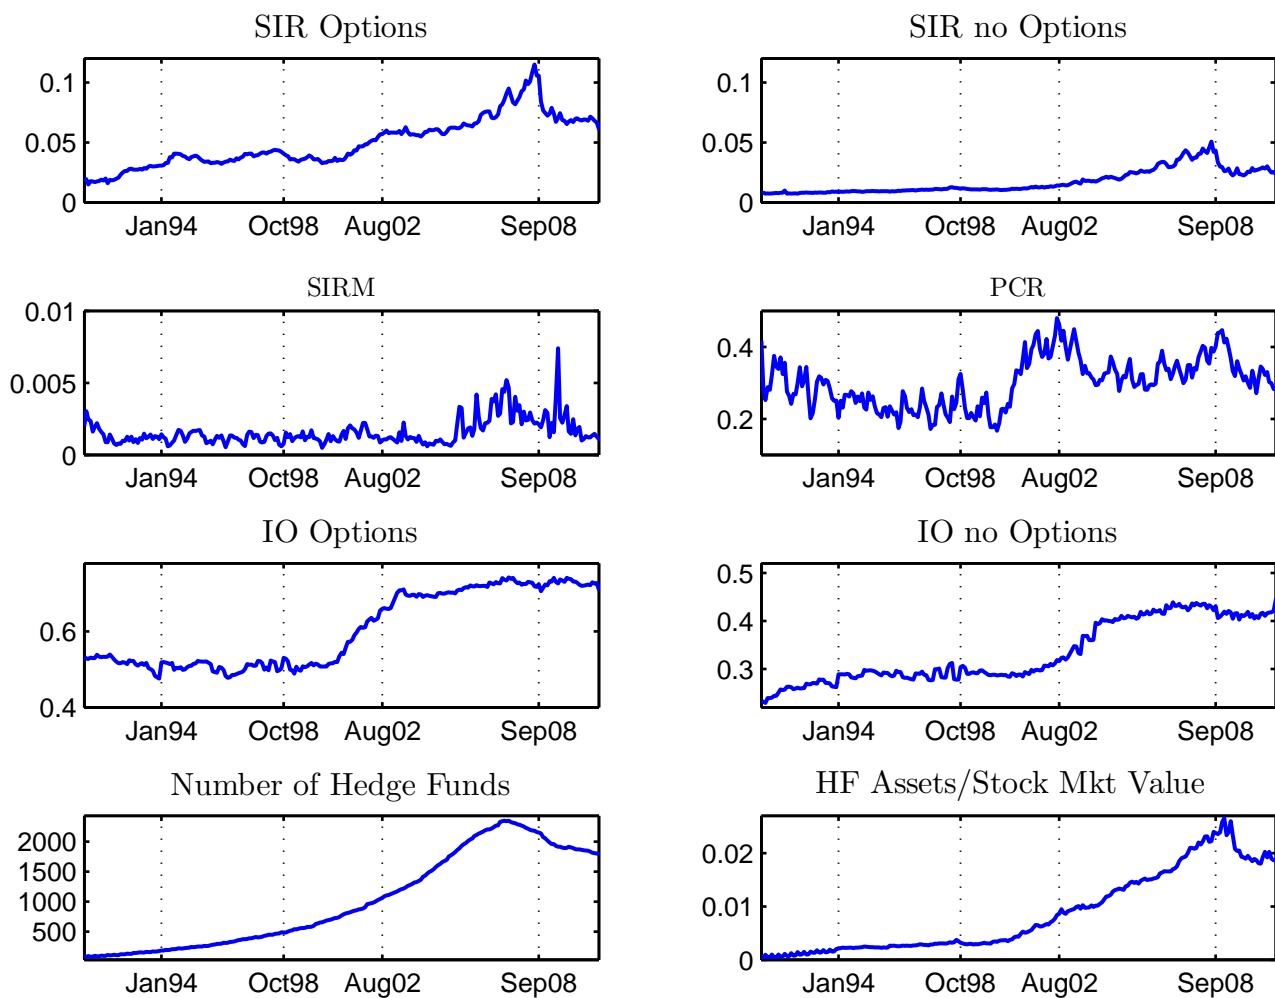 SIR Options
0.1
0.05
0
Jan94 Oct98 Aug02 Sep08
SIR no Options
0.1
0.05
0
Jan94 Oct98 Aug02 Sep08
SIRM
0.01
0.005
0
Jan94 Oct98 Aug02 Sep08
PCR
0.4
0.2
Jan94 Oct98 Aug02 Sep08
IO Options
0.6
0.4
Jan94 Oct98 Aug02 Sep08
IO no Options
0.5
0.4
0.3
Jan94 Oct98 Aug02 Sep08
Number of Hedge Funds
2000
1500
1000
500
Jan94 Oct98 Aug02 Sep08
HF Assets/Stock Mkt Value
0.02
0.01
0
Jan94 Oct98 Aug02 Sep08